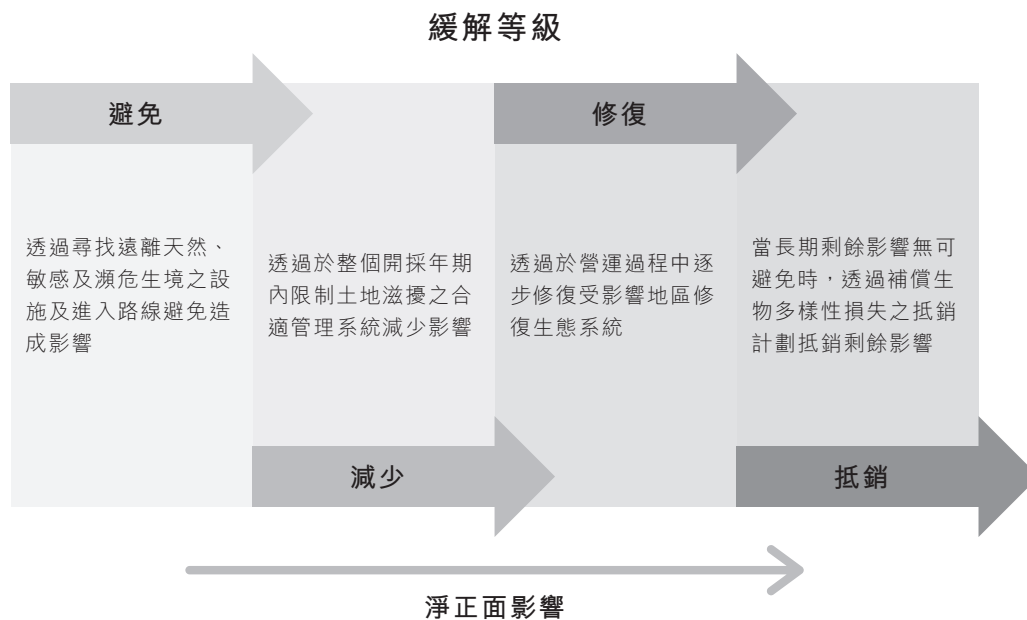 緩解等級
避免
透過尋找遠離天然、
敏感及瀕危生境之設
施及進入路線避免造
成影響
減少
透過於整個開採年期
內限制土地滋擾之合
適管理系統減少影響
修復
透過於營運過程中逐
步修復受影響地區修
復生態系統
抵銷
當長期剩餘影響無可
避免時，透過補償生
物多樣性損失之抵銷
計劃抵銷剩餘影響
淨正面影響